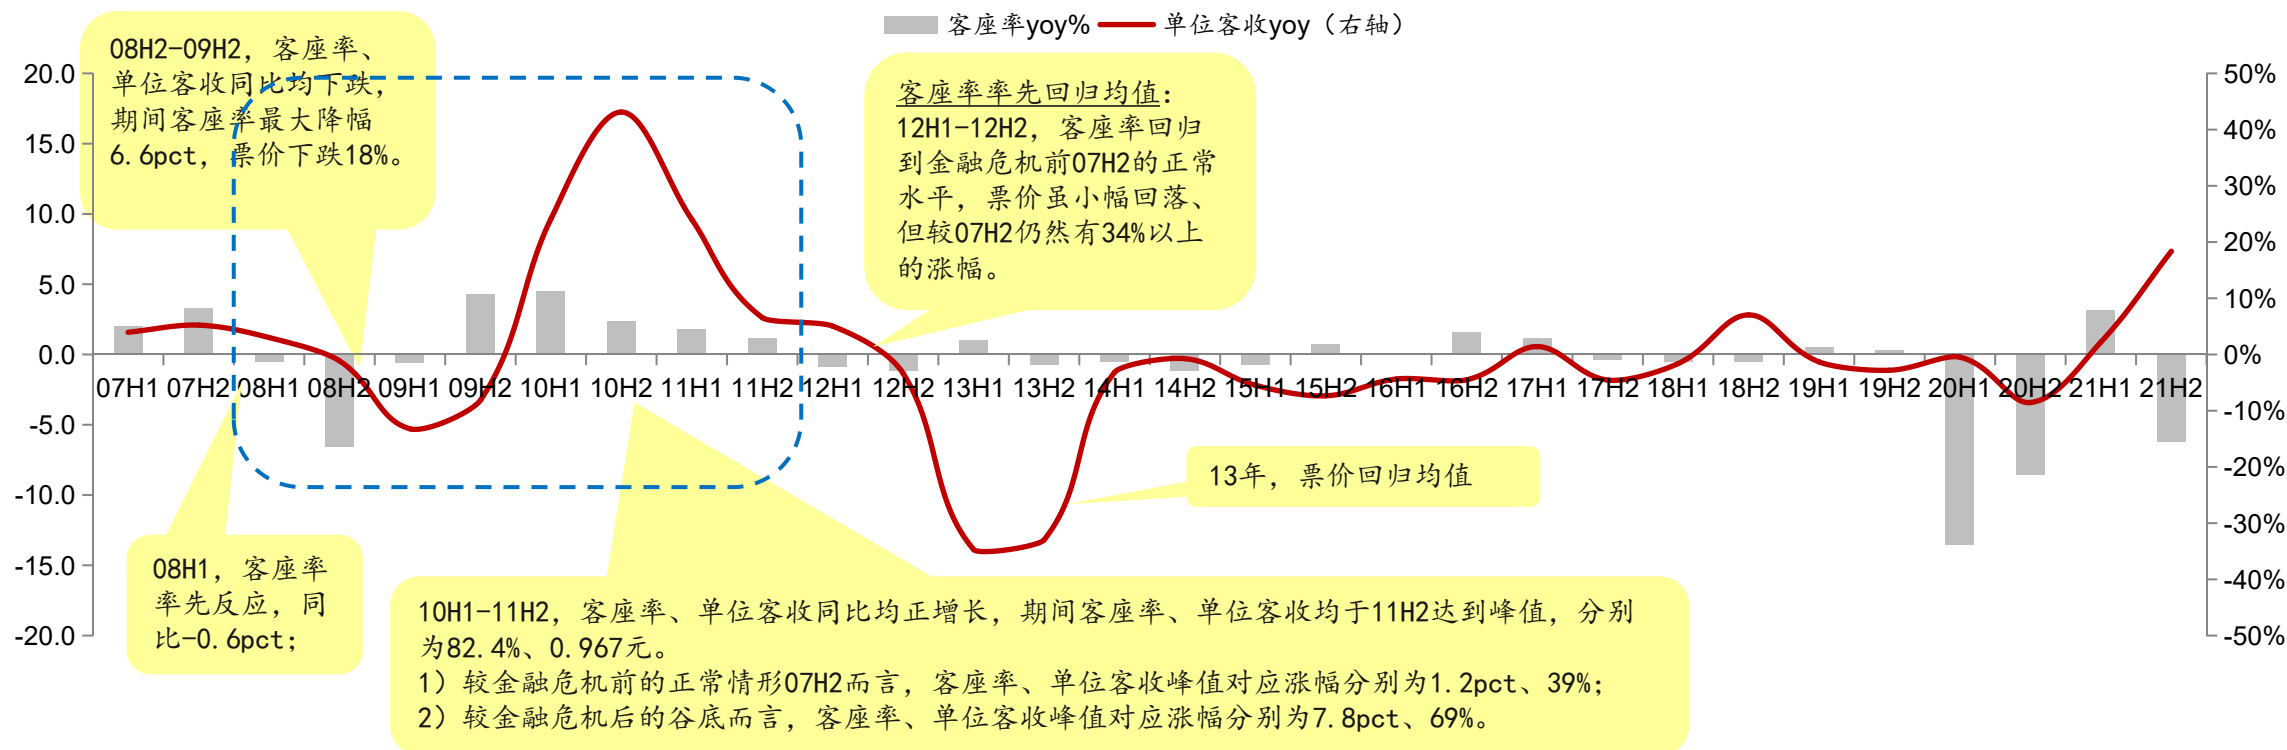 客座率yoy%
单位客收yoy（右轴）
08H2-09H2，客座率、
单位客收同比均下跌，
期间客座率最大降幅
6.6pct，票价下跌18%。
客座率率先回归均值：
12H1-12H2，客座率回归
到金融危机前07H2的正常
水平，票价虽小幅回落、
但较07H2仍然有34%以上
的涨幅。
20.0
15.0
10.0
5.0
0.0
-5.0
-10.0
-15.0
-20.0
50%
40%
30%
20%
10%
0%
-10%
-20%
-30%
-40%
-50%
07H1 07H2 08H1 08H2 09H1 09H2 10H1 10H2 11H1 11H2 12H1 12H2 13H1 13H2 14H1 14H2 15H1 15H2 16H1 16H2 17H1 17H2 18H1 18H2 19H1 19H2 20H1 20H2 21H1 21H2
13年，票价回归均值
08H1，客座率
率先反应，同
比-0.6pct；
10H1-11H2，客座率、单位客收同比均正增长，期间客座率、单位客收均于11H2达到峰值，分别
为82.4%、0.967元。
1）较金融危机前的正常情形07H2而言，客座率、单位客收峰值对应涨幅分别为1.2pct、39%；
2）较金融危机后的谷底而言，客座率、单位客收峰值对应涨幅分别为7.8pct、69%。